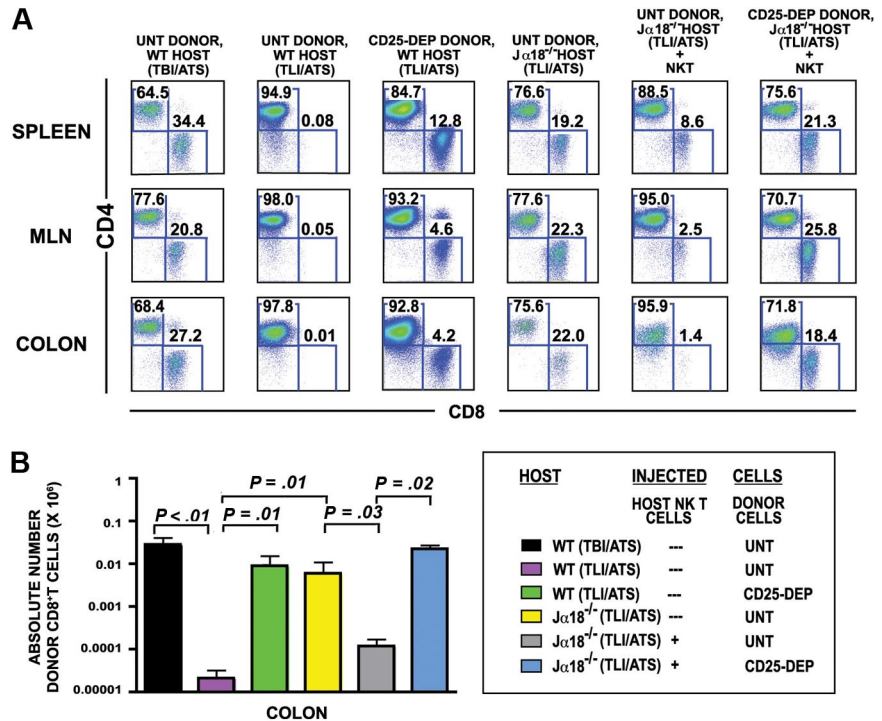 A
UNT DONOR, WT HOST (TBI/ATS)
UNT DONOR, WT HOST (TLI/ATS)
CD25-DEP DONOR, WT HOST (TLI/ATS)
UNT DONOR, Jα18-/-HOST (TLI/ATS)
UNT DONOR, Jα18-/-HOST (TLI/ATS) + NKT
CD25-DEP DONOR, Jα18-/-HOST (TLI/ATS) + NKT
SPLEEN
64.5 34.4
94.9 0.08
84.7 12.8
76.6 19.2
88.5 8.6
75.6 21.3
MLN
77.6 20.8
98.0 0.05
93.2 4.6
77.6 22.3
95.0 2.5
70.7 25.8
COLON
68.4 27.2
97.8 0.01
92.8 4.2
75.6 22.0
95.9 1.4
71.8 18.4
CD4
CD8
B
ABSOLUTE NUMBER
DONOR CD8+T CELLS (X 10⁶)
1
0.1
0.01
0.001
0.0001
0.00001
P < .01
P = .01
P = .01
P = .03
P = .02
COLON
HOST INJECTED CELLS
HOST NK T CELLS
DONOR CELLS
WT (TBI/ATS) --- UNT
WT (TLI/ATS) --- UNT
WT (TLI/ATS) --- CD25-DEP
Jα18-/- (TLI/ATS) --- UNT
Jα18-/- (TLI/ATS) + UNT
Jα18-/- (TLI/ATS) + CD25-DEP